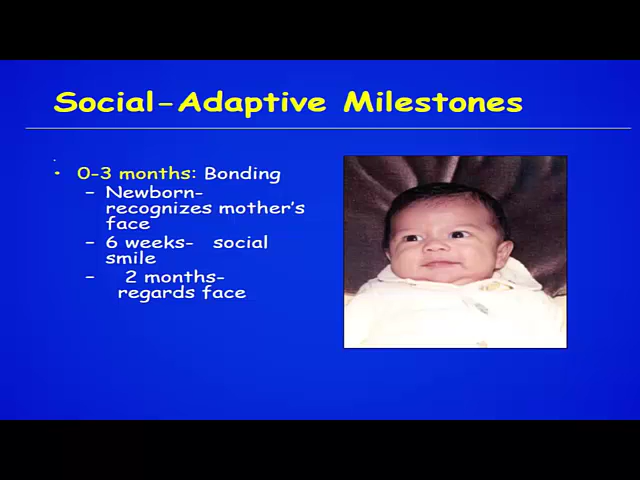 Social-Adaptive Milestones
• 0-3 months: Bonding
– Newborn-
recognizes mother's
face
– 6 weeks- social
smile
– 2 months-
regards face